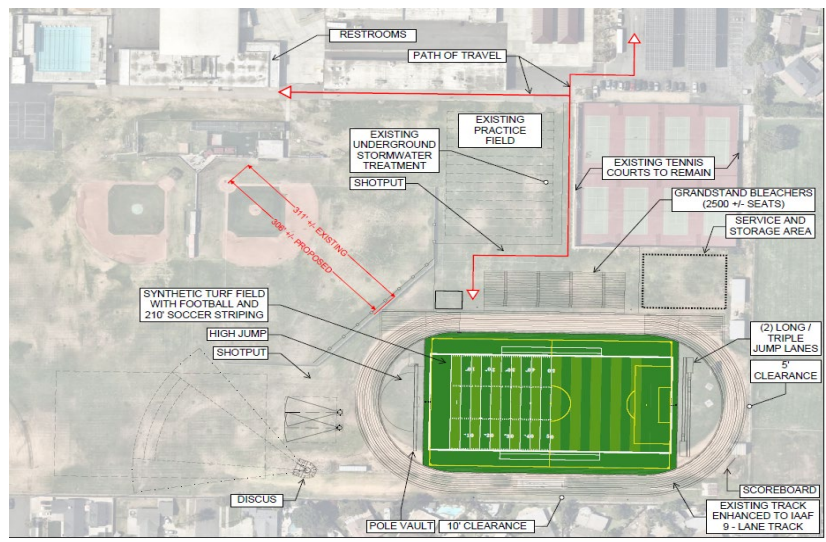 RESTROOMS
PATH OF TRAVEL
EXISTING
PRACTICE
FIELD
EXISTING
UNDERGROUND
STORMWATER
TREATMENT
SHOTPUT
EXISTING TENNIS
COURTS TO REMAIN
GRANDSTAND BLEACHERS
(2500 +/- SEATS)
SERVICE AND
STORAGE AREA
311' +/- EXISTING
306' +/- PROPOSED
SYNTHETIC TURF FIELD
WITH FOOTBALL AND
210' SOCCER STRIPING
HIGH JUMP
SHOTPUT
(2) LONG /
TRIPLE
JUMP LANES
5'
CLEARANCE
DISCUS
POLE VAULT
10' CLEARANCE
SCOREBOARD
EXISTING TRACK
ENHANCED TO IAAF
9 - LANE TRACK